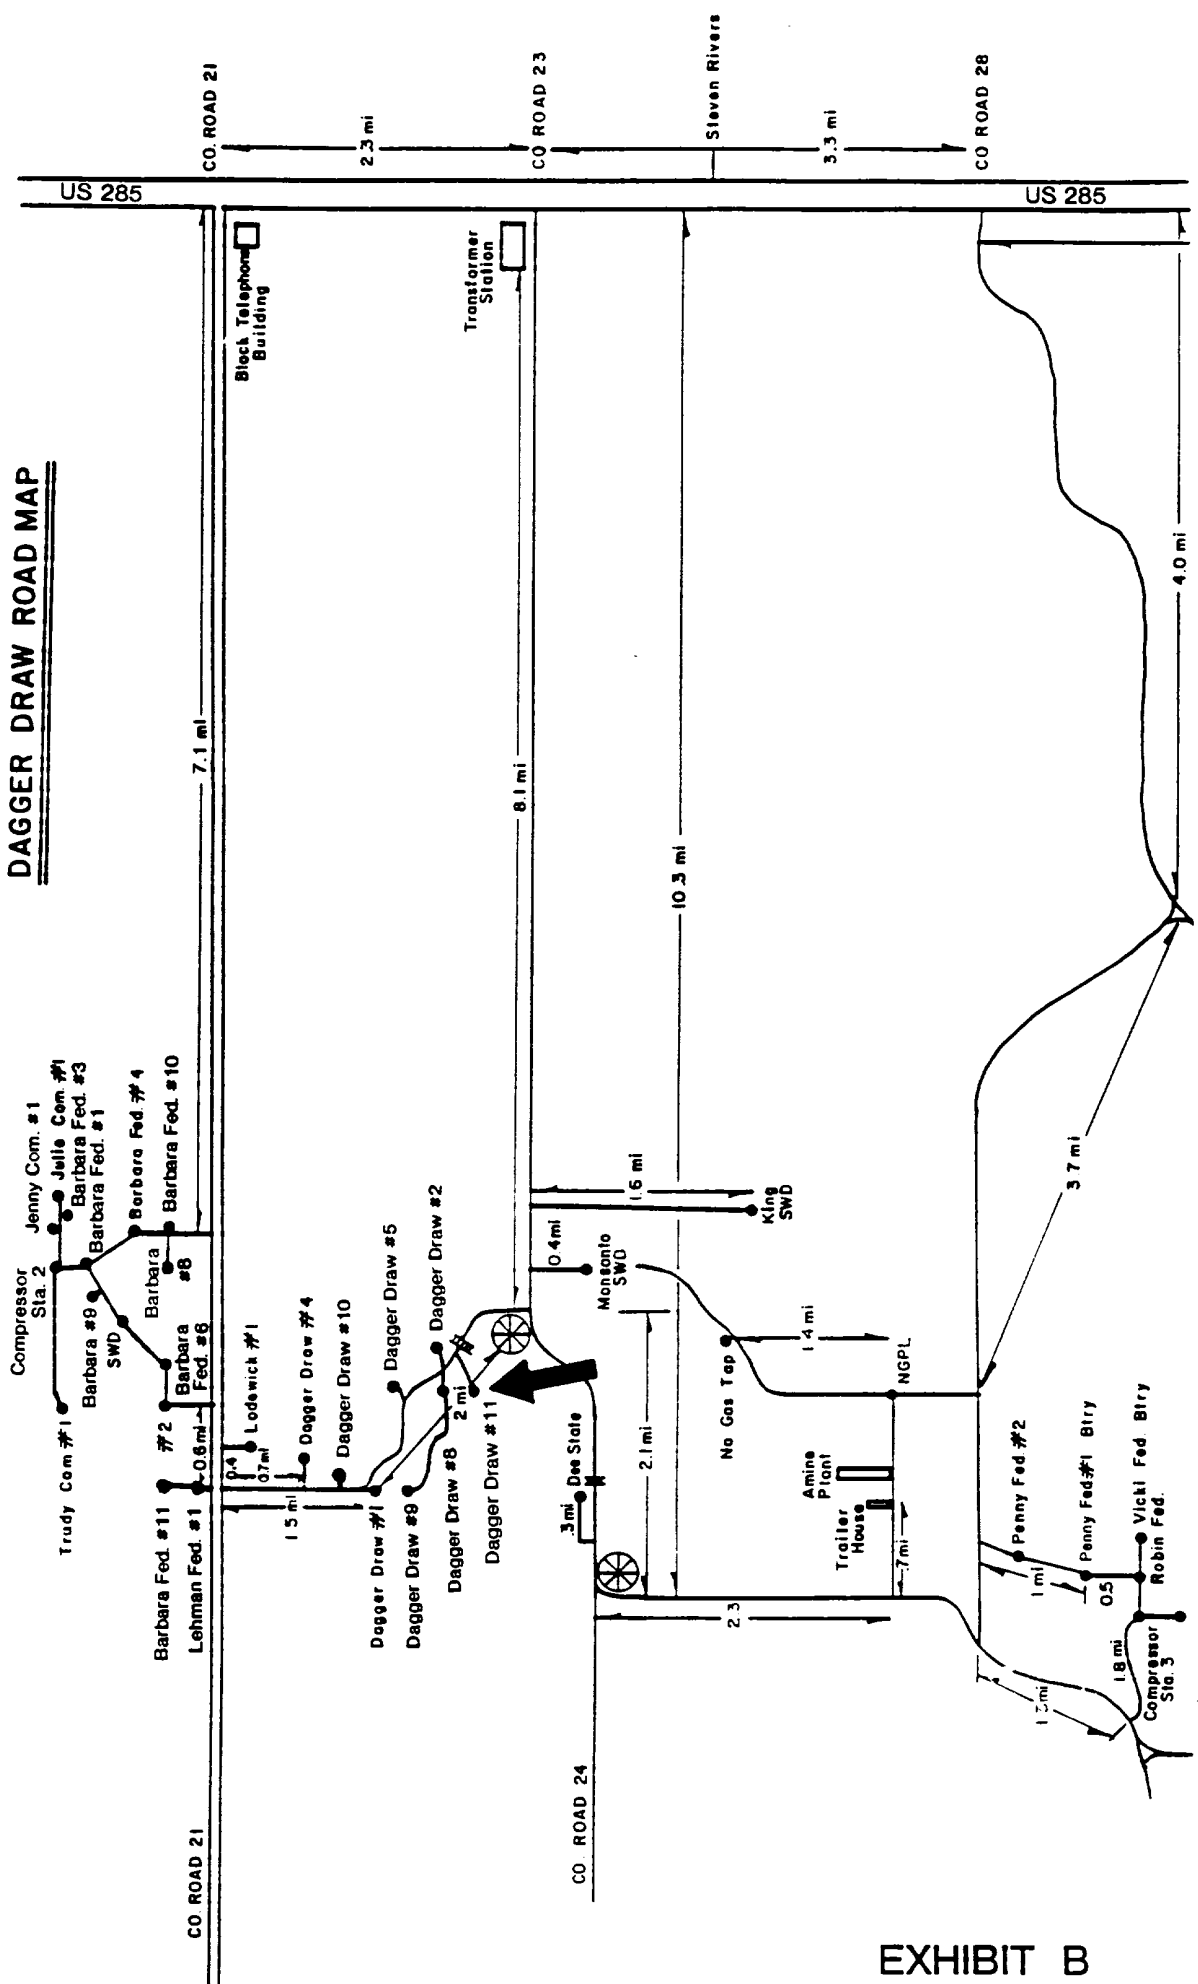 DAGGER DRAW ROAD MAP
CO. ROAD 21
2.3 mi
CO ROAD 23
Sleven Rivers
3.3 mi
CO ROAD 28
US 285
US 285
Block Telephone
Building
Transformer
Station
7.1 mi
8.1 mi
10.3 mi
4.0 mi
3.7 mi
Jenny Com. #1
Julie Com. #1
Barbara Fed. #3
Barbara Fed. #1
Barbara Fed. #4
Barbara Fed. #10
Compressor
Sta. 2
Barbara #9
SWD
Barbara
#8
Trudy Com #1
#2
Barbara
Fed. #6
0.6 mi
Barbara Fed. #11
Lehman Fed. #1
Lodewick #1
0.4
0.7 mi
Dagger Draw #4
Dagger Draw #10
1.5 mi
Dagger Draw #5
Dagger Draw #2
2 mi
Dagger Draw #1
Dagger Draw #9
Dagger Draw #8
Dagger Draw #11
1.6 mi
King
SWD
0.4 mi
Monsanto
SWD
Dee State
.3 mi
2.1 mi
No Gas Tap
1.4 mi
NGPL
Amine
Plant
Trailer
House
.7 mi
2.3
Penny Fed #2
Penny Fed #1 Btry
Vicki Fed. Btry
Robin Fed.
1 mi
0.5
1.8 mi
Compressor
Sta. 3
CO. ROAD 21
CO. ROAD 24
EXHIBIT B